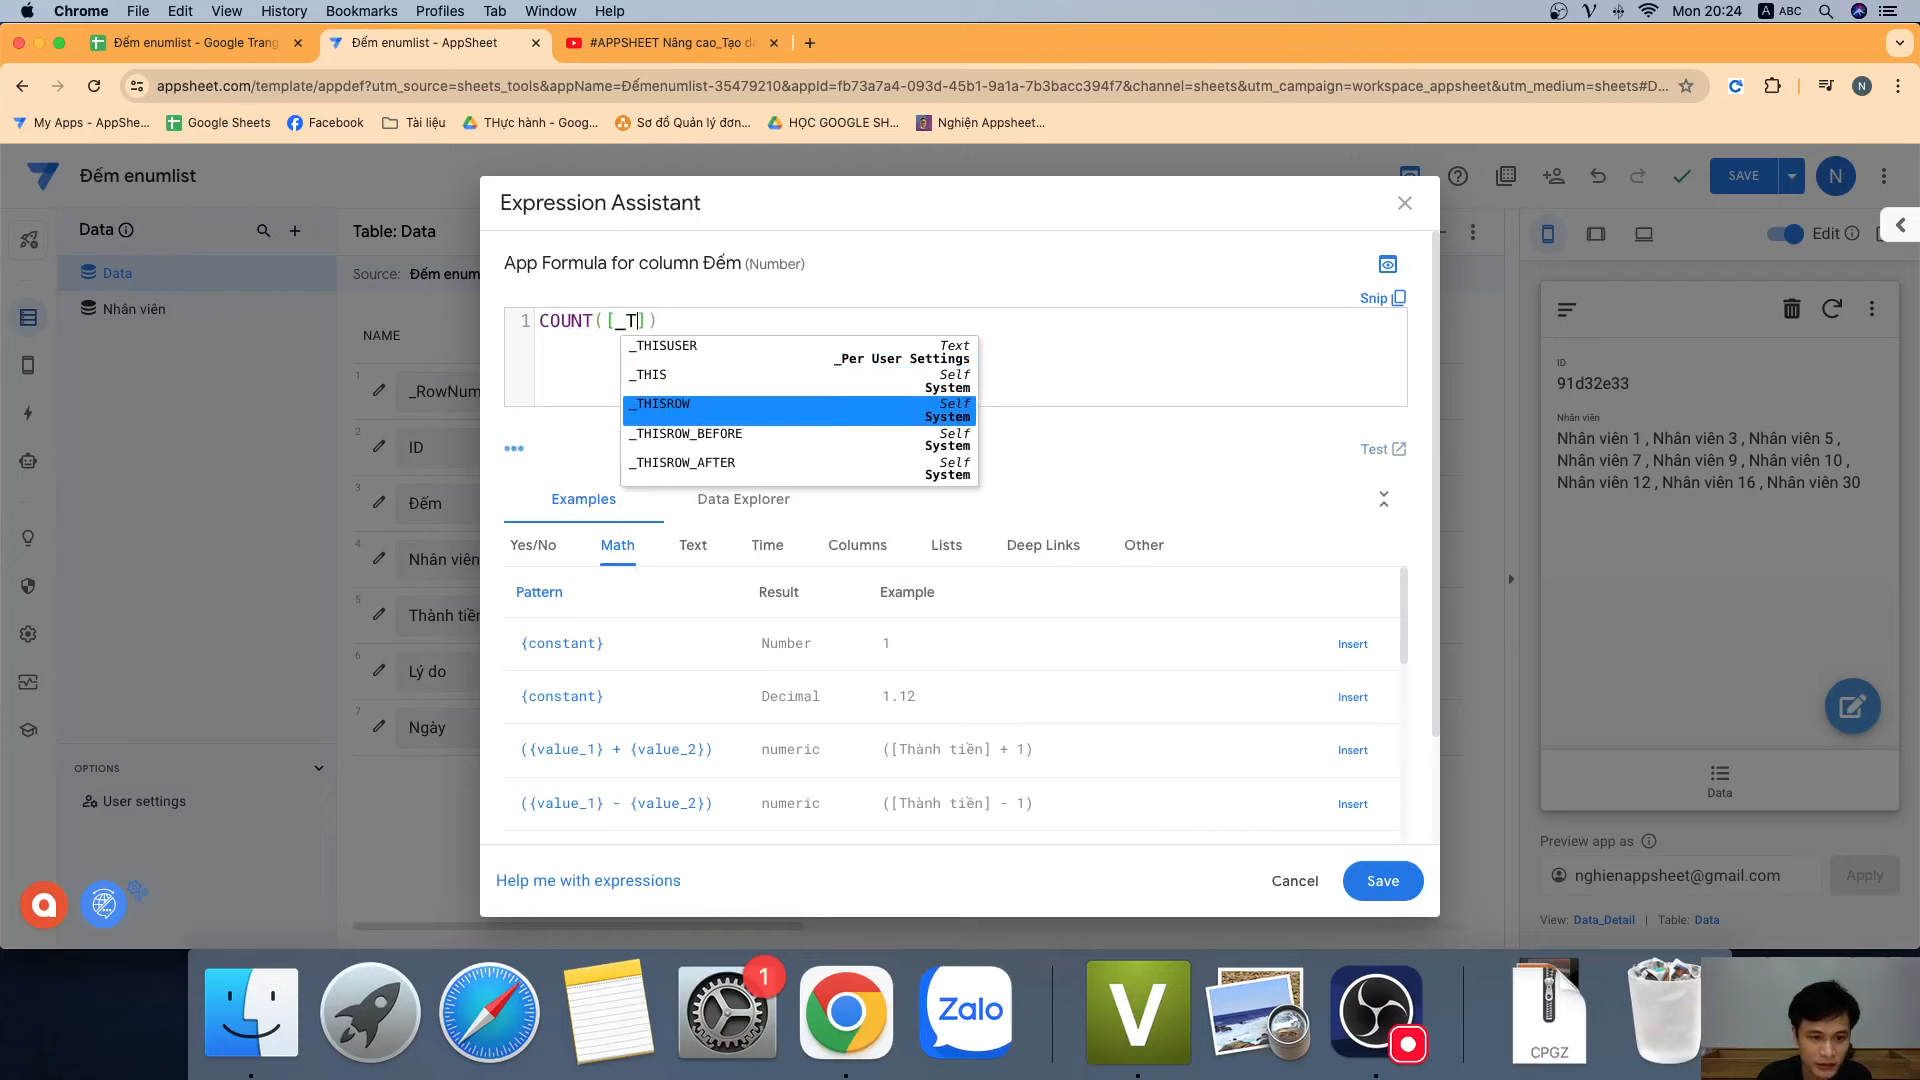 Chrome File Edit View History Bookmarks Profiles Tab Window Help Mon 20:24 A ABC
Đếm enumlist - Google Trang Đếm enumlist - AppSheet #APPSHEET Nâng cao_Tạo dả
appsheet.com/template/appdef?utm_source=sheets_tools&appName=Đếmenumlist-35479210&appId=fb73a7a4-093d-45b1-9a1a-7b3bacc394f7&channel=sheets&utm_campaign=workspace_appsheet&utm_medium=sheets#D... N
My Apps - AppShe... Google Sheets Facebook Tài liệu THực hành - Goog... Sơ đồ Quản lý đơn... HỌC GOOGLE SH... Nghiện Appsheet...
Đếm enumlist SAVE N
Data
Data
Nhân viên
OPTIONS
User settings
Table: Data
Source: Đếm enum
NAME
1 _RowNum
2 ID
3 Đếm
4 Nhân viên
5 Thành tiền
6 Lý do
7 Ngày
Expression Assistant
App Formula for column Đếm (Number)
Snip
1 COUNT([_T])
_THISUSER Text
_Per User Settings
_THIS Self
System
_THISROW Self
System
_THISROW_BEFORE Self
System
_THISROW_AFTER Self
System
Test
Examples Data Explorer
Yes/No Math Text Time Columns Lists Deep Links Other
Pattern Result Example
{constant} Number 1 Insert
{constant} Decimal 1.12 Insert
({value_1} + {value_2}) numeric ([Thành tiền] + 1) Insert
({value_1} - {value_2}) numeric ([Thành tiền] - 1) Insert
Help me with expressions Cancel Save
Edit
ID
91d32e33
Nhân viên
Nhân viên 1 , Nhân viên 3 , Nhân viên 5 ,
Nhân viên 7 , Nhân viên 9 , Nhân viên 10 ,
Nhân viên 12 , Nhân viên 16 , Nhân viên 30
Data
Preview app as
nghienappsheet@gmail.com Apply
View: Data_Detail | Table: Data
1
Zalo
V
CPGZ